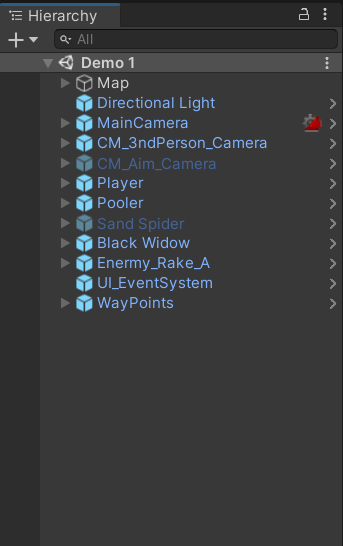 Hierarchy
All
Demo 1
Map
Directional Light
MainCamera
CM_3ndPerson_Camera
CM_Aim_Camera
Player
Pooler
Sand Spider
Black Widow
Enermy_Rake_A
UI_EventSystem
WayPoints